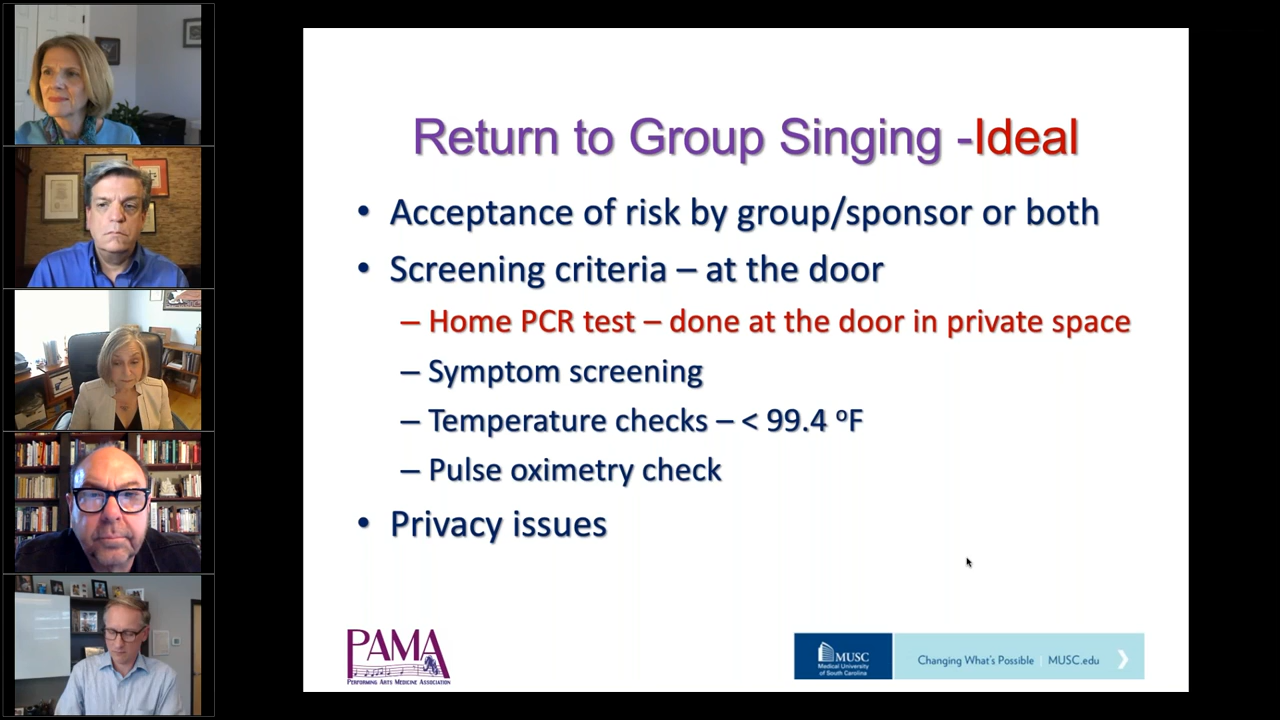 Return to Group Singing -Ideal
• Acceptance of risk by group/sponsor or both
• Screening criteria – at the door
– Home PCR test – done at the door in private space
– Symptom screening
– Temperature checks – < 99.4 ºF
– Pulse oximetry check
• Privacy issues
PAMA
PERFORMING ARTS MEDICINE ASSOCIATION
MUSC
Medical University
of South Carolina
Changing What's Possible | MUSC.edu